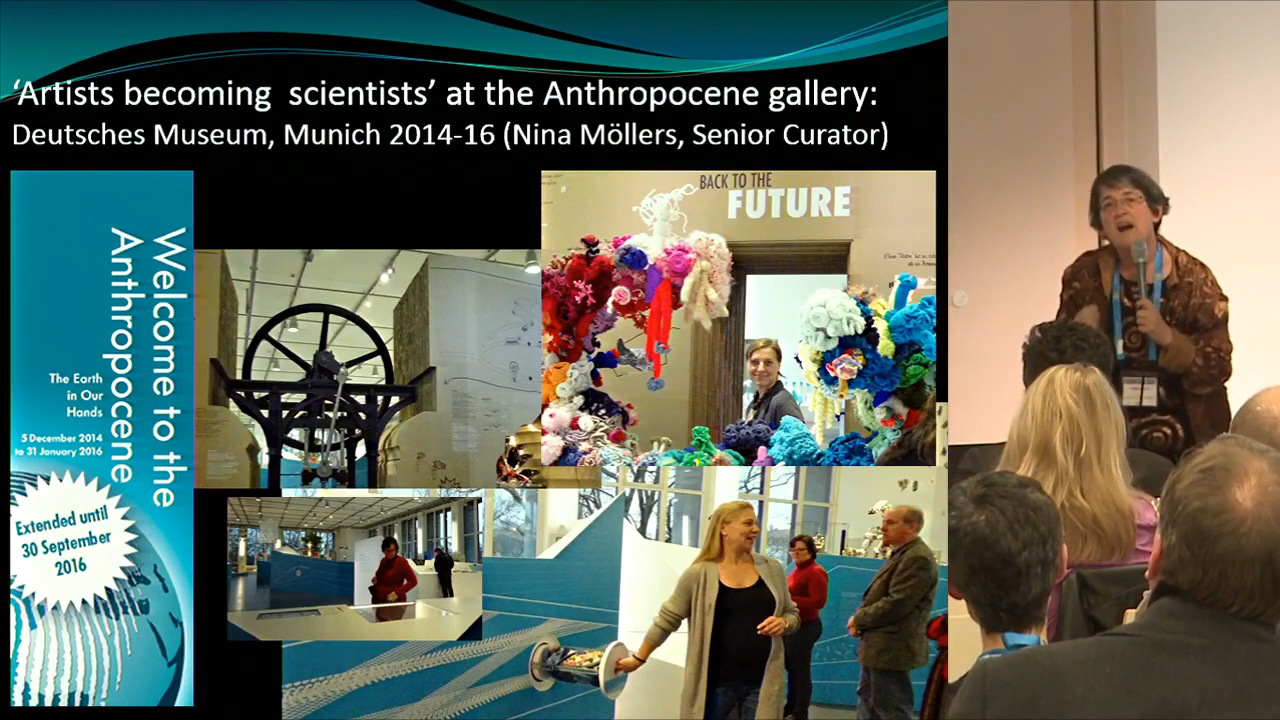 ‘Artists becoming scientists’ at the Anthropocene gallery:
Deutsches Museum, Munich 2014-16 (Nina Möllers, Senior Curator)
Welcome to the
Anthropocene
The Earth
in Our
Hands
5 December 2014
to 31 January 2016
Extended until
30 September
2016
BACK TO THE
FUTURE